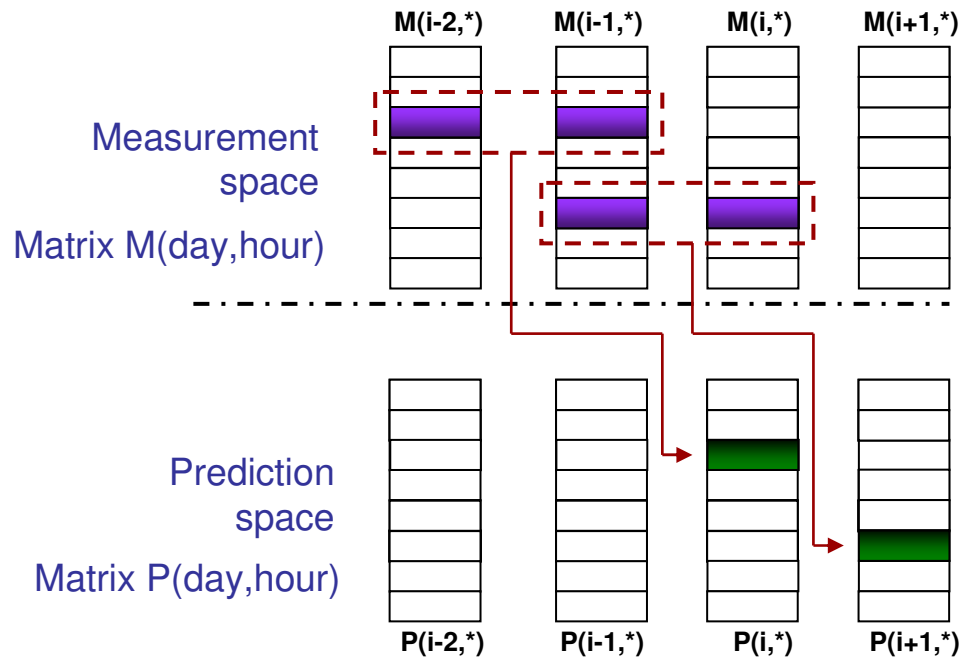 M(i-2,*) M(i-1,*) M(i,*) M(i+1,*)
Measurement
space
Matrix M(day,hour)
Prediction
space
Matrix P(day,hour)
P(i-2,*) P(i-1,*) P(i,*) P(i+1,*)